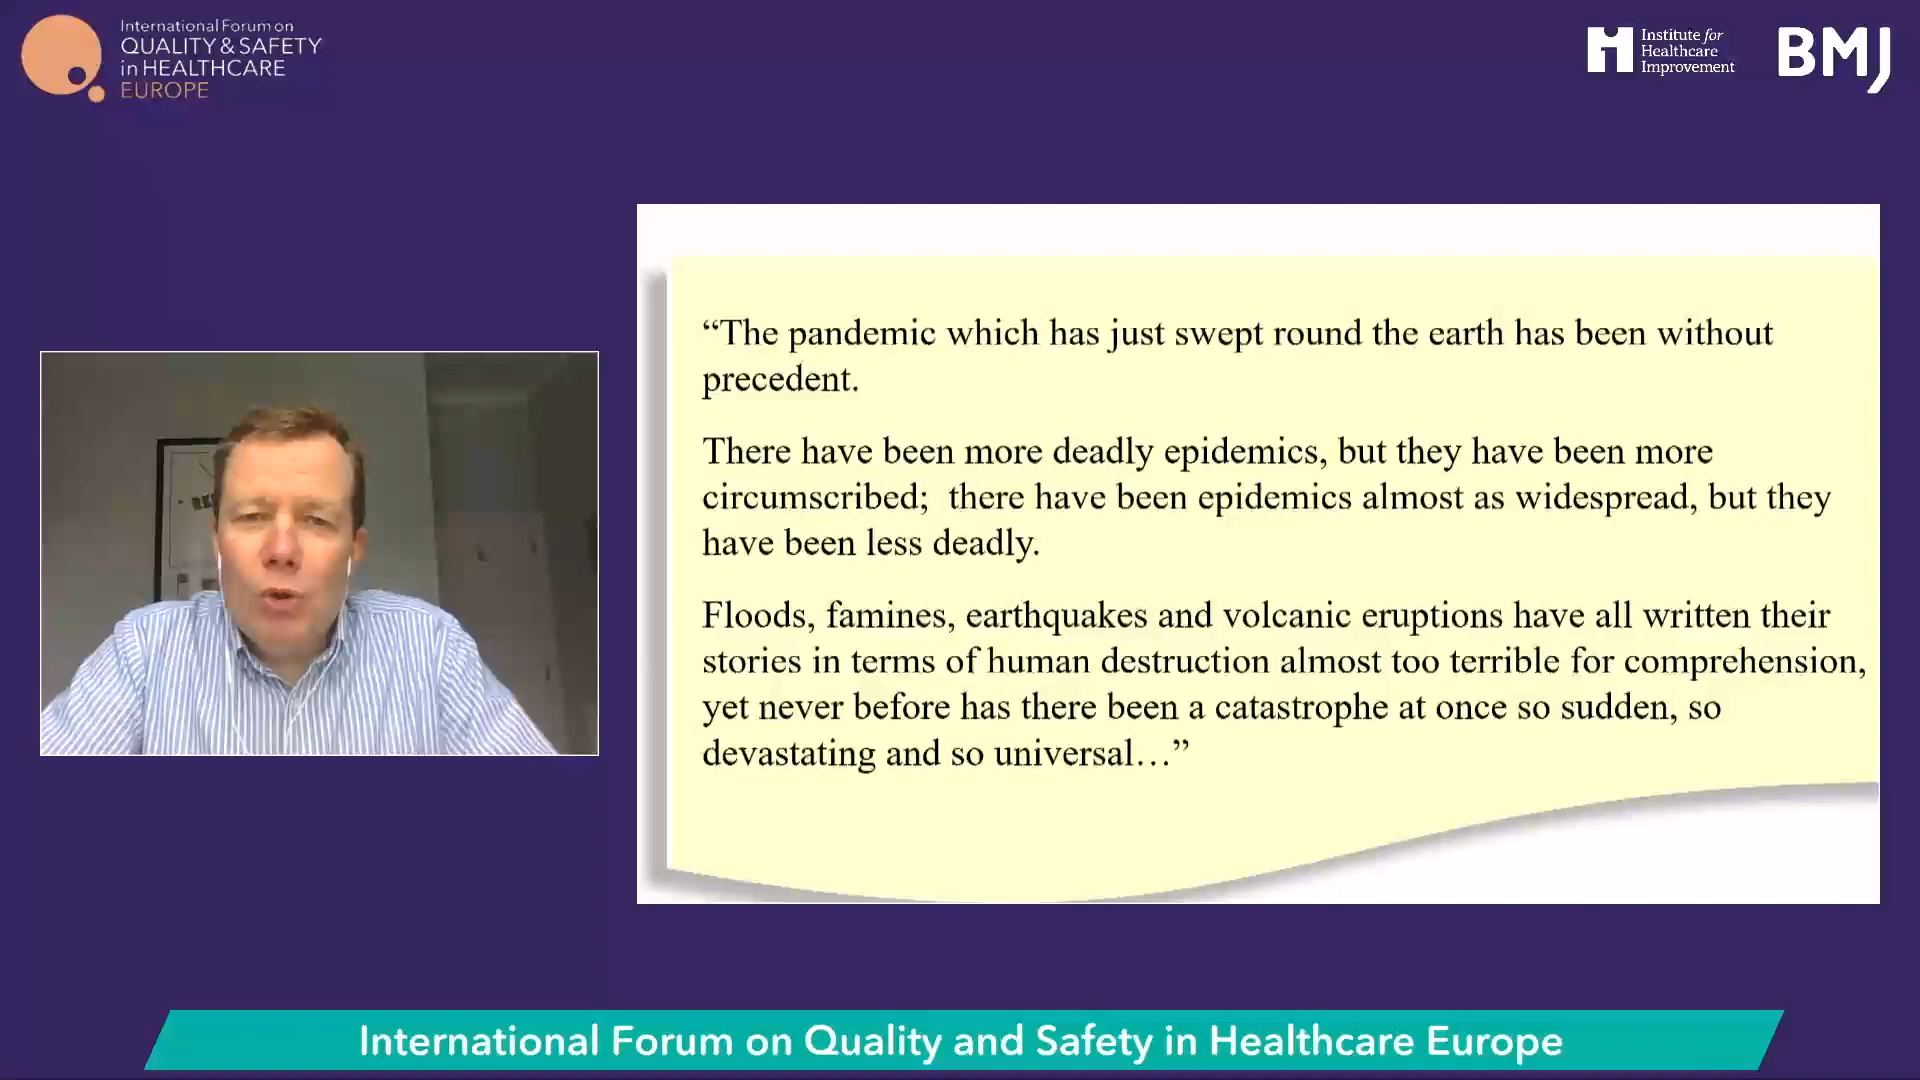 International Forum on
QUALITY & SAFETY
in HEALTHCARE
EUROPE
Institute for
Healthcare
Improvement
BMJ
“The pandemic which has just swept round the earth has been without
precedent.
There have been more deadly epidemics, but they have been more
circumscribed;  there have been epidemics almost as widespread, but they
have been less deadly.
Floods, famines, earthquakes and volcanic eruptions have all written their
stories in terms of human destruction almost too terrible for comprehension,
yet never before has there been a catastrophe at once so sudden, so
devastating and so universal…”
International Forum on Quality and Safety in Healthcare Europe